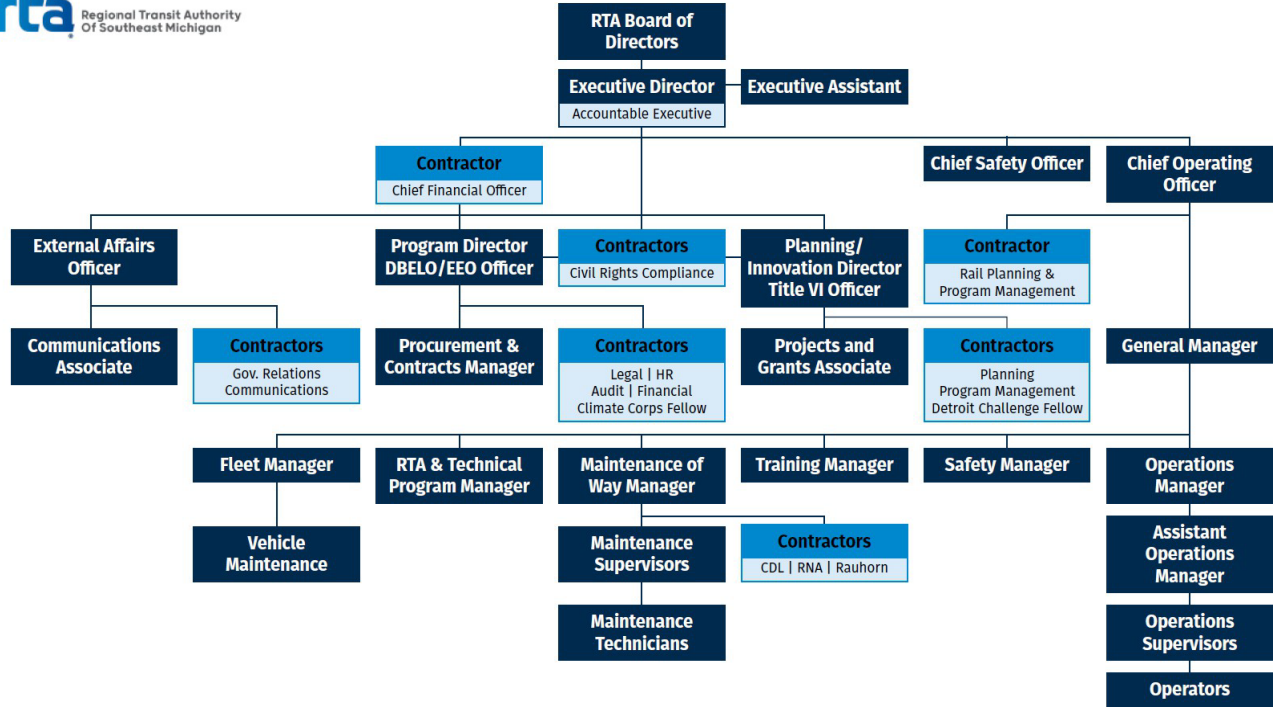 rta
Regional Transit Authority
Of Southeast Michigan
RTA Board of
Directors
Executive Director
Accountable Executive
Executive Assistant
Contractor
Chief Financial Officer
Chief Safety Officer
Chief Operating
Officer
External Affairs
Officer
Program Director
DBELO/EEO Officer
Contractors
Civil Rights Compliance
Planning/
Innovation Director
Title VI Officer
Contractor
Rail Planning &
Program Management
Communications
Associate
Contractors
Gov. Relations
Communications
Procurement &
Contracts Manager
Contractors
Legal | HR
Audit | Financial
Climate Corps Fellow
Projects and
Grants Associate
Contractors
Planning
Program Management
Detroit Challenge Fellow
General Manager
Fleet Manager
RTA & Technical
Program Manager
Maintenance of
Way Manager
Training Manager
Safety Manager
Operations
Manager
Vehicle
Maintenance
Maintenance
Supervisors
Contractors
CDL | RNA | Rauhorn
Assistant
Operations
Manager
Maintenance
Technicians
Operations
Supervisors
Operators